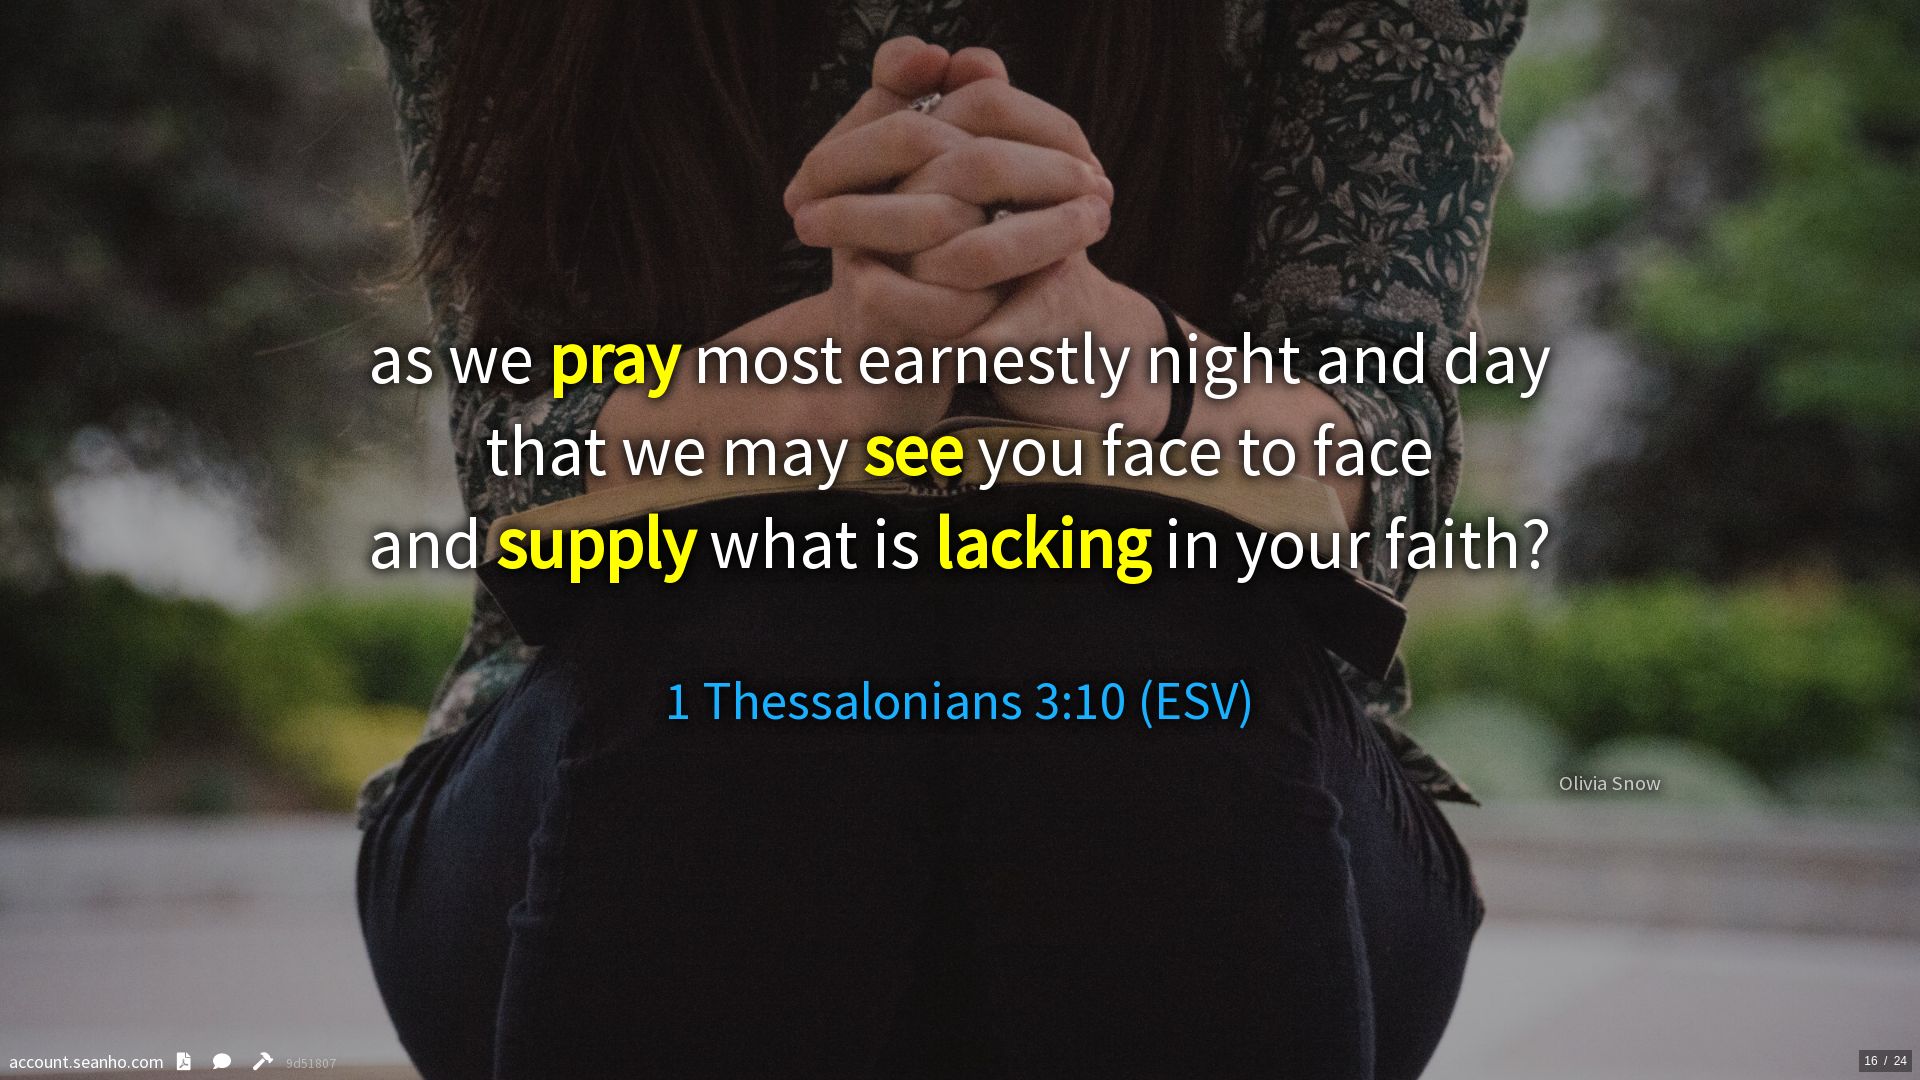 as we pray most earnestly night and day
that we may see you face to face
and supply what is lacking in your faith?
1 Thessalonians 3:10 (ESV)
Olivia Snow
account.seanho.com 9d51807
16 / 24